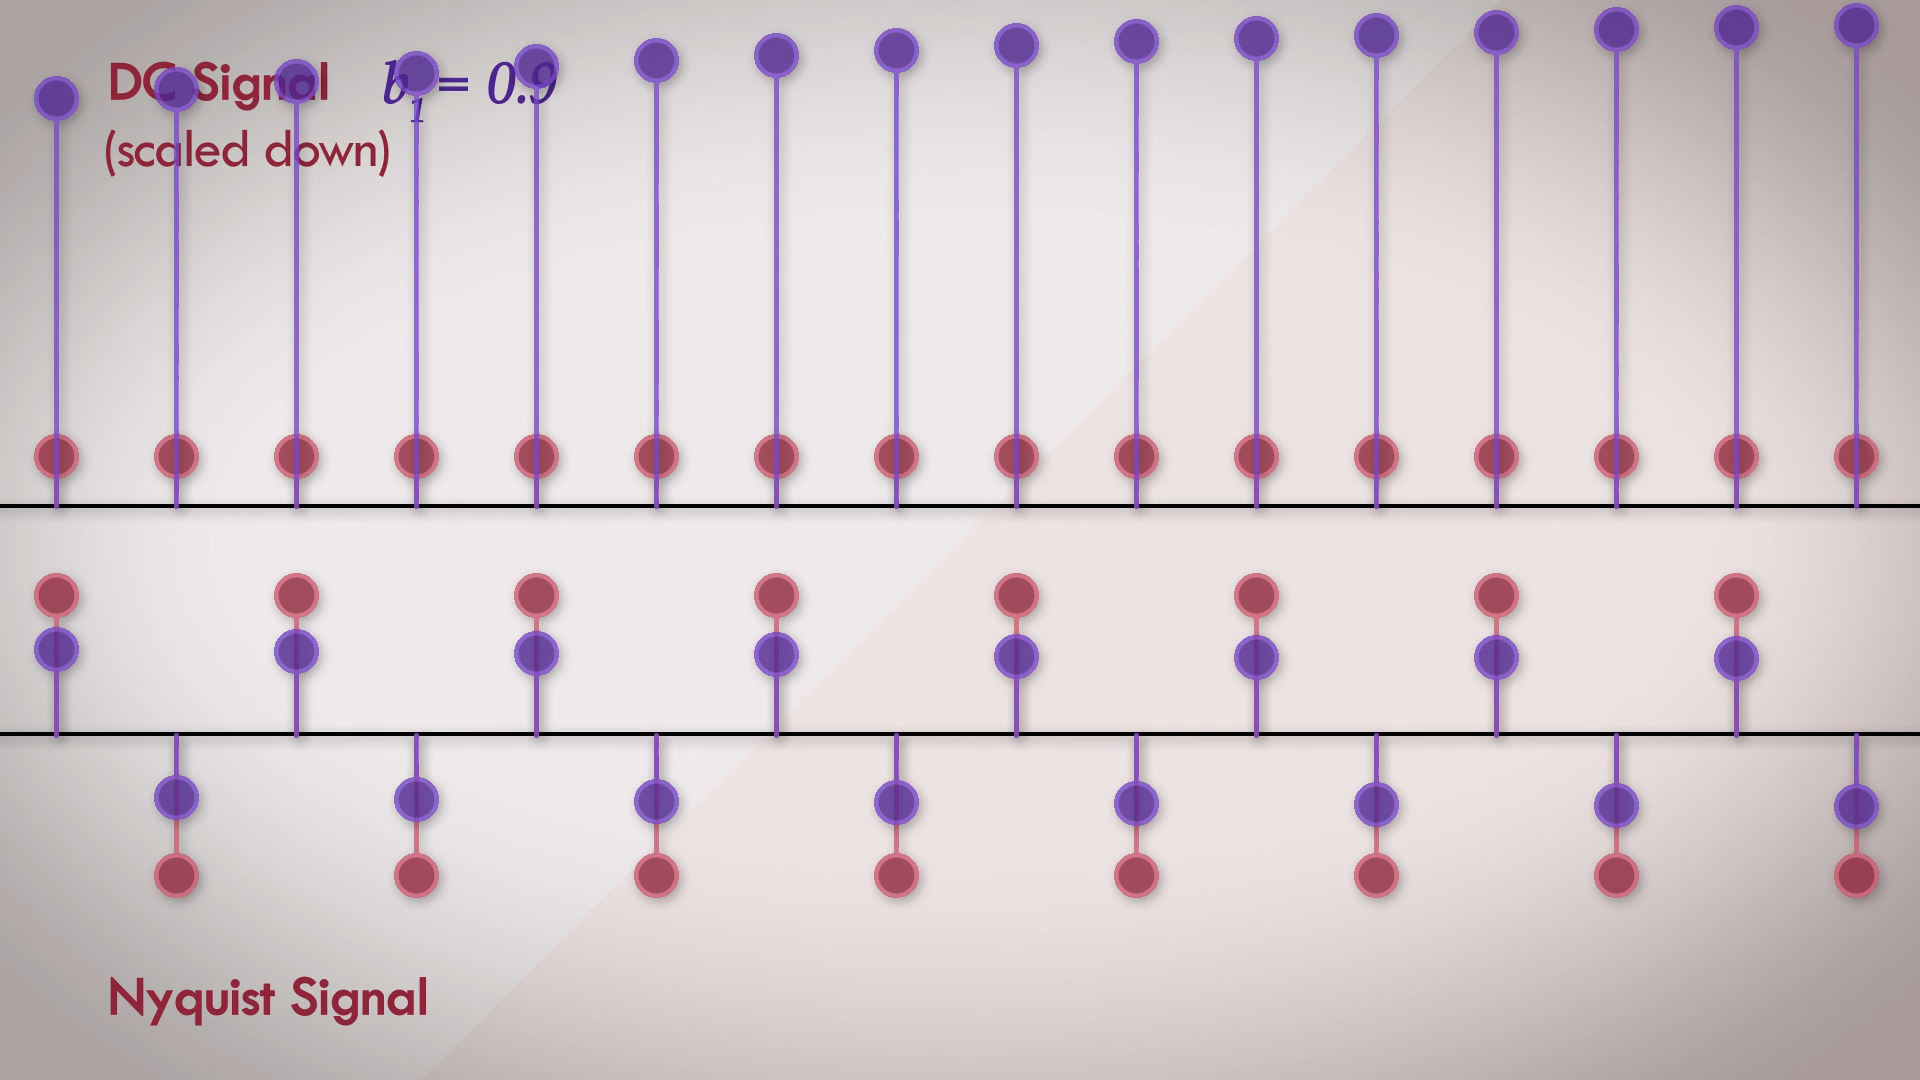 DC Signal b₁ = 0.9
(scaled down)
Nyquist Signal